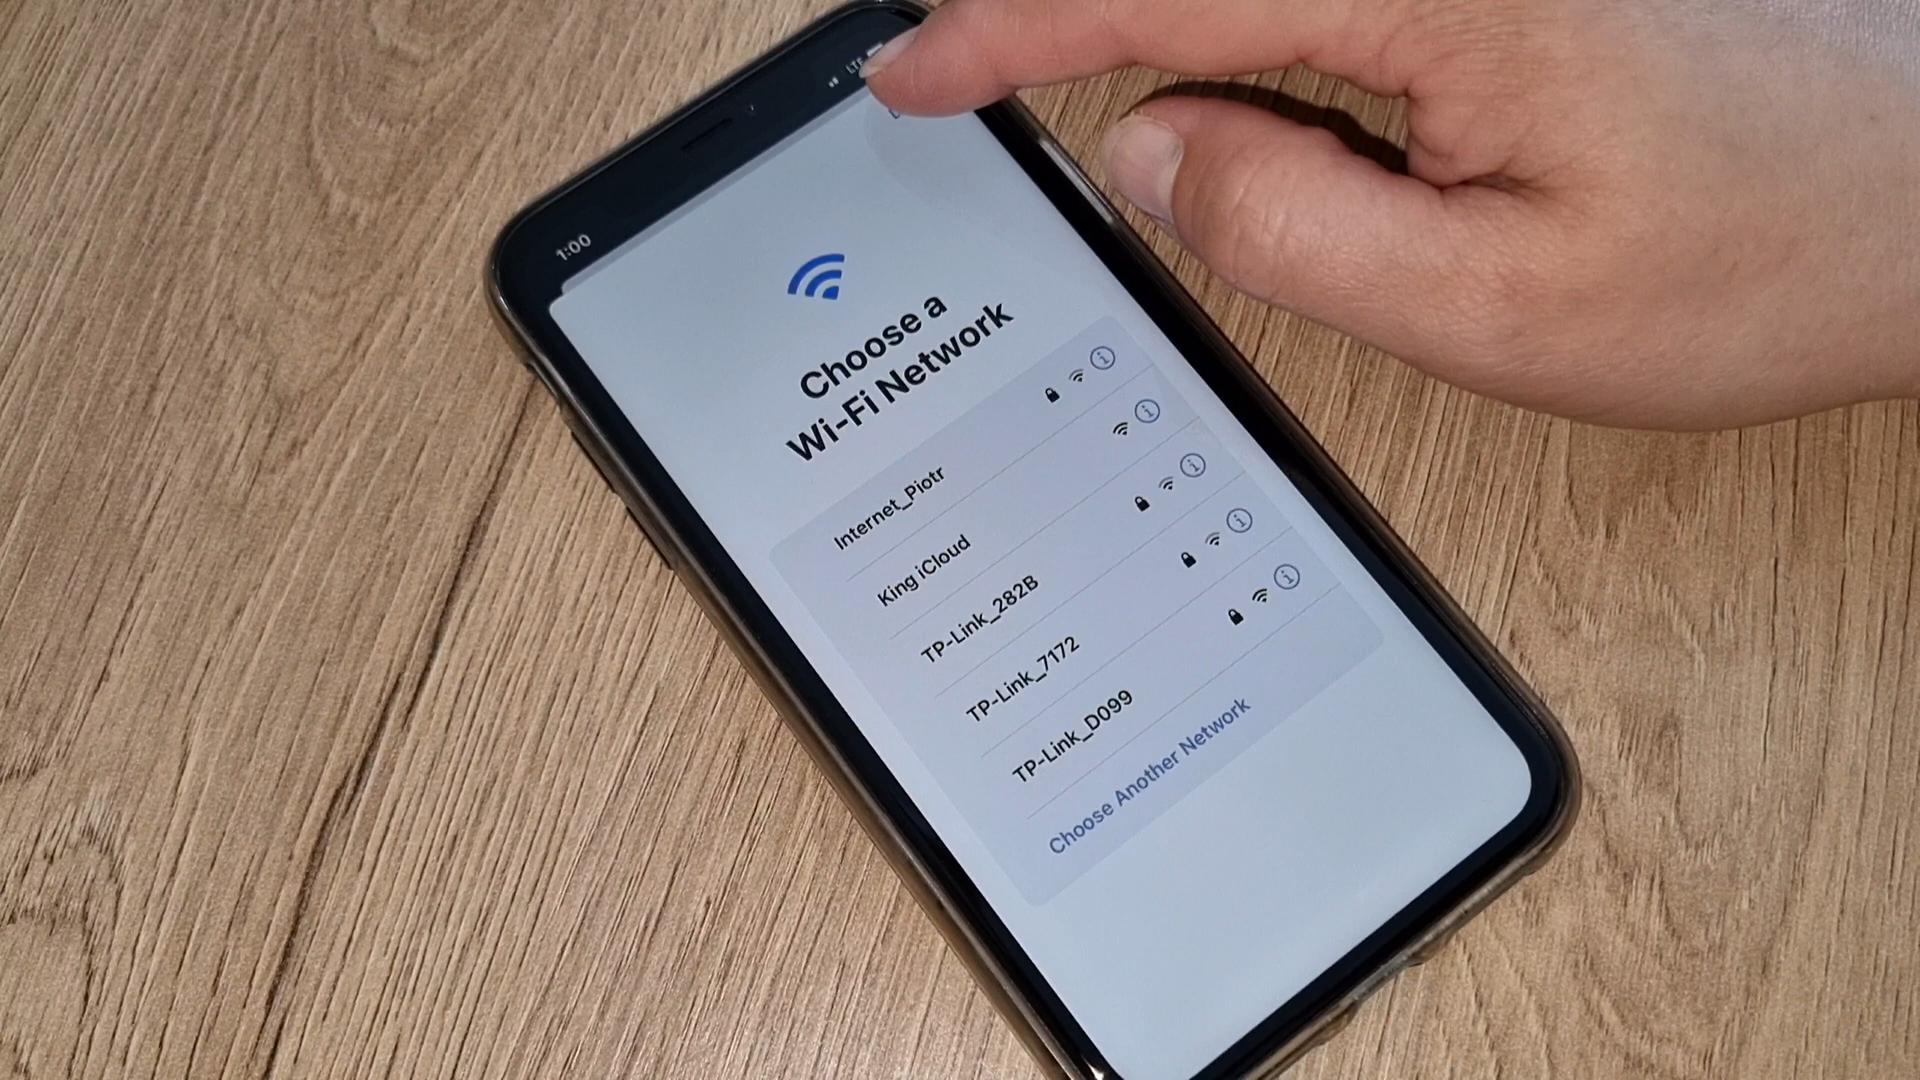 1:00
LTE
Choose a
Wi-Fi Network
Internet_Piotr
King iCloud
TP-Link_282B
TP-Link_7172
TP-Link_D099
Choose Another Network